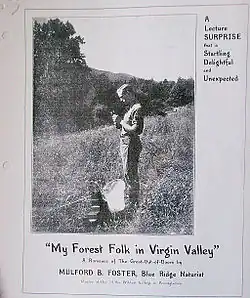 A
Lecture
SURPRISE
that is
Startling
Delightful
and
Unexpected
"My Forest Folk in Virgin Valley"
A Romance of The Great-Out-of-Doors by
MULFORD B. FOSTER, Blue Ridge Naturist